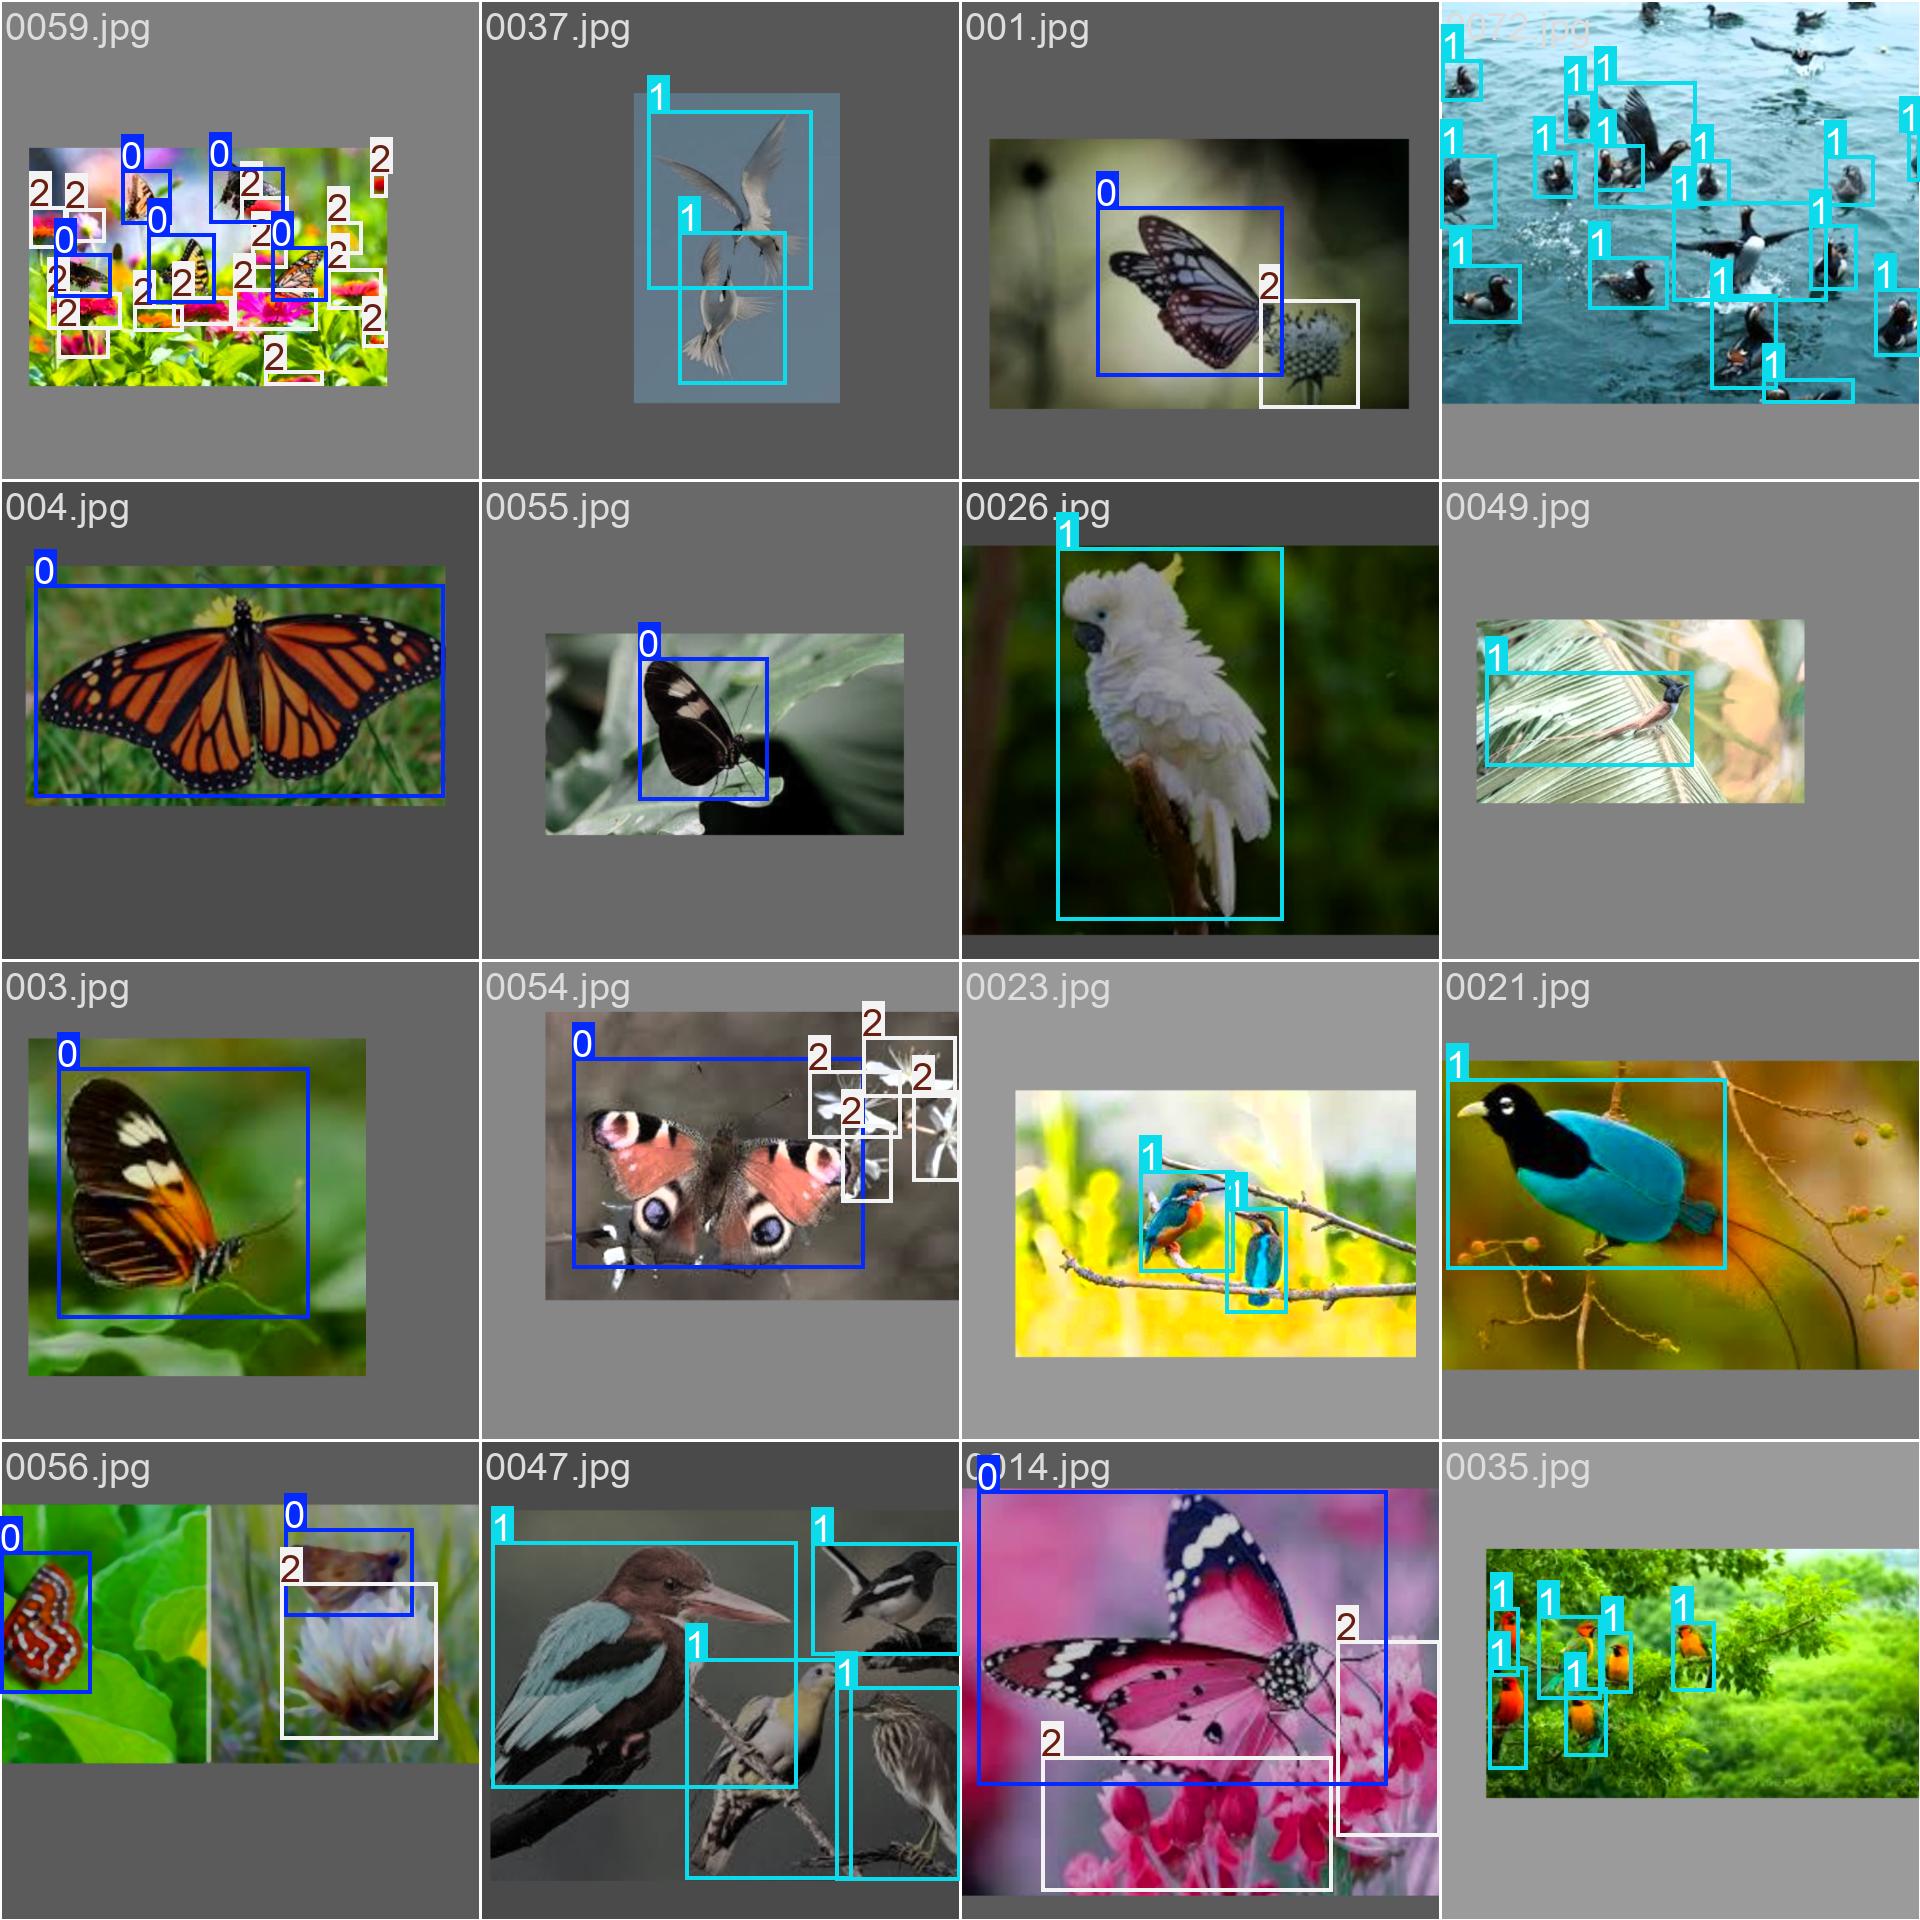 0059.jpg
0037.jpg
001.jpg
0072.jpg
0 0 2 2 2 2 0 2 0 2 0 2 2 2 2 2 2 2 2 2
1 1
0 2
1 1 1 1 1 1 1 1 1 1 1 1 1 1 1 1 1
004.jpg
0055.jpg
0026.jpg
0049.jpg
0
0
1
1
003.jpg
0054.jpg
0023.jpg
0021.jpg
0
0 2 2 2 2
1 1
1
0056.jpg
0047.jpg
0014.jpg
0035.jpg
0 0 2
1 1 1 1
0 2 2
1 1 1 1 1 1